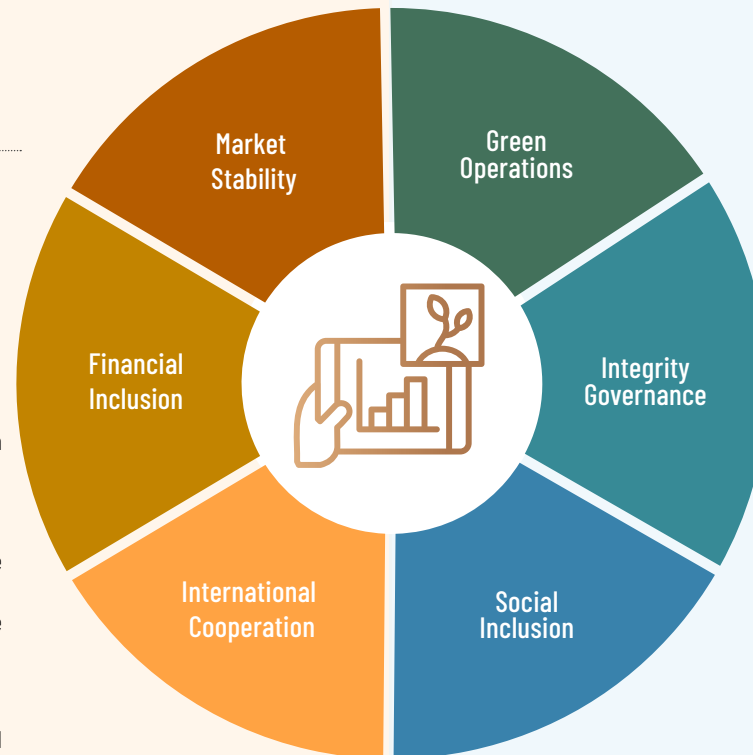 Market
Stability
Green
Operations
Financial
Inclusion
Integrity
Governance
International
Cooperation
Social
Inclusion